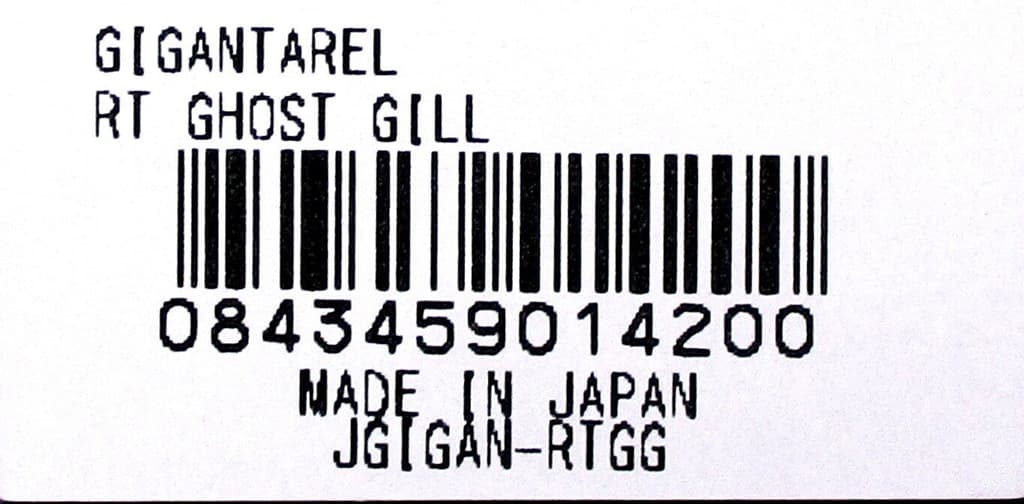 GIGANTAREL
RT GHOST GILL
0843459014200
MADE IN JAPAN
JGIGAN-RTGG